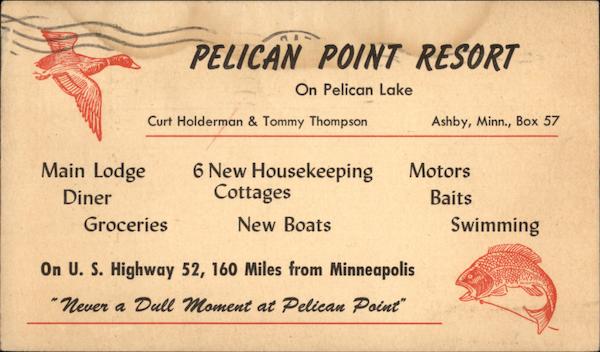 PELICAN POINT RESORT
On Pelican Lake
Curt Holderman & Tommy Thompson Ashby, Minn., Box 57
Main Lodge
Diner
Groceries
6 New Housekeeping
Cottages
New Boats
Motors
Baits
Swimming
On U. S. Highway 52, 160 Miles from Minneapolis
"Never a Dull Moment at Pelican Point"